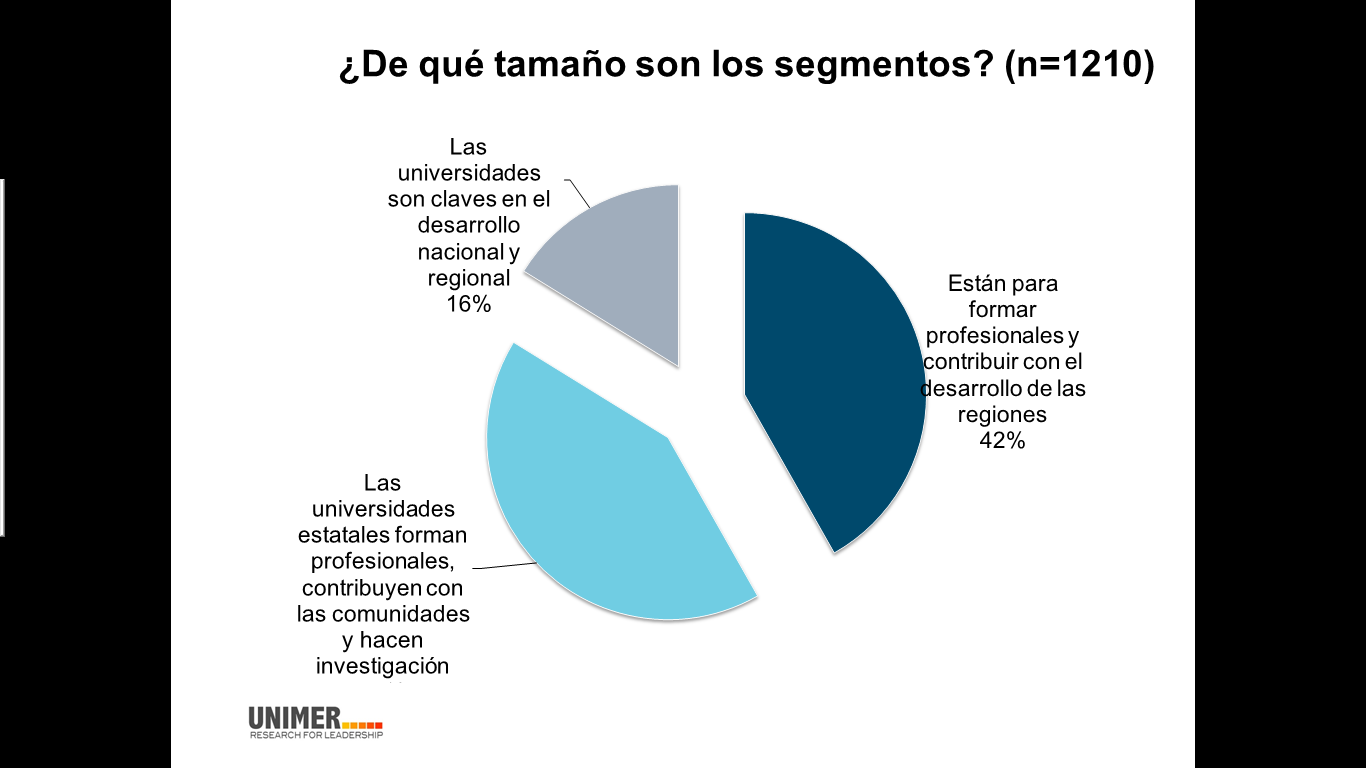 ¿De qué tamaño son los segmentos? (n=1210)
Las
universidades
son claves en el
desarrollo
nacional y
regional
16%
Están para
formar
profesionales y
contribuir con el
desarrollo de las
regiones
42%
Las
universidades
estatales forman
profesionales,
contribuyen con
las comunidades
y hacen
investigación
UNIMER
RESEARCH FOR LEADERSHIP